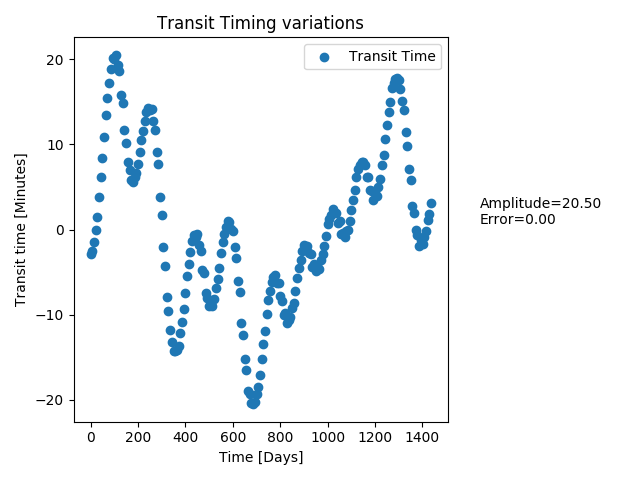 Transit Timing variations
Transit Time
20
10
0
−10
−20
Transit time [Minutes]
0 200 400 600 800 1000 1200 1400
Time [Days]
Amplitude=20.50
Error=0.00